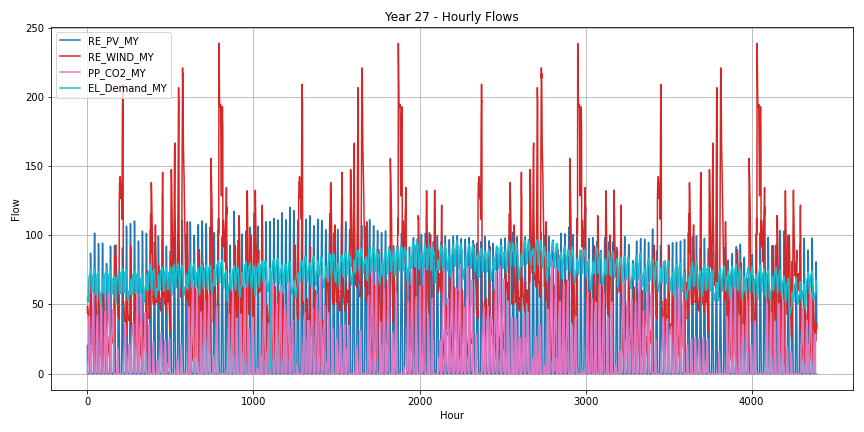 Year 27 - Hourly Flows
RE_PV_MY
RE_WIND_MY
PP_CO2_MY
EL_Demand_MY
Flow
250
200
150
100
50
0
0 1000 2000 3000 4000
Hour